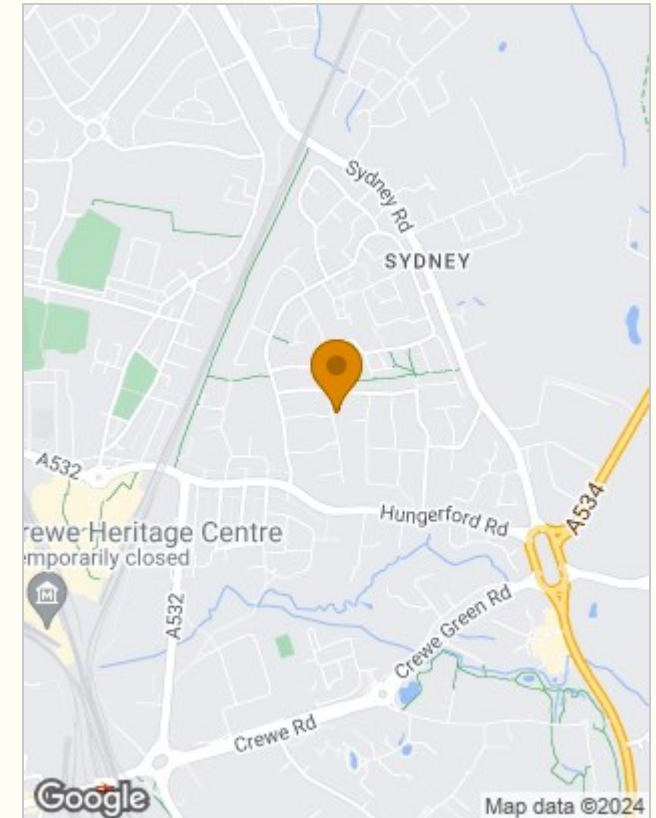 Sydney Rd
SYDNEY
A532
Hungerford Rd
A534
rewe Heritage Centre
emporarily closed
M
A532
Crewe Green Rd
Crewe Rd
Google
Map data ©2024